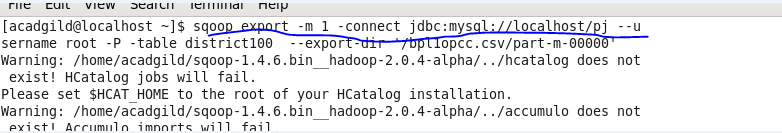 File Edit View Search Terminal Help
[acadgild@localhost ~]$ sqoop export -m 1 -connect jdbc:mysql://localhost/pj --u
sername root -P -table district100  --export-dir '/bpl1opcc.csv/part-m-00000'
Warning: /home/acadgild/sqoop-1.4.6.bin__hadoop-2.0.4-alpha/../hcatalog does not
 exist! HCatalog jobs will fail.
Please set $HCAT_HOME to the root of your HCatalog installation.
Warning: /home/acadgild/sqoop-1.4.6.bin__hadoop-2.0.4-alpha/../accumulo does not
 exist! Accumulo imports will fail.